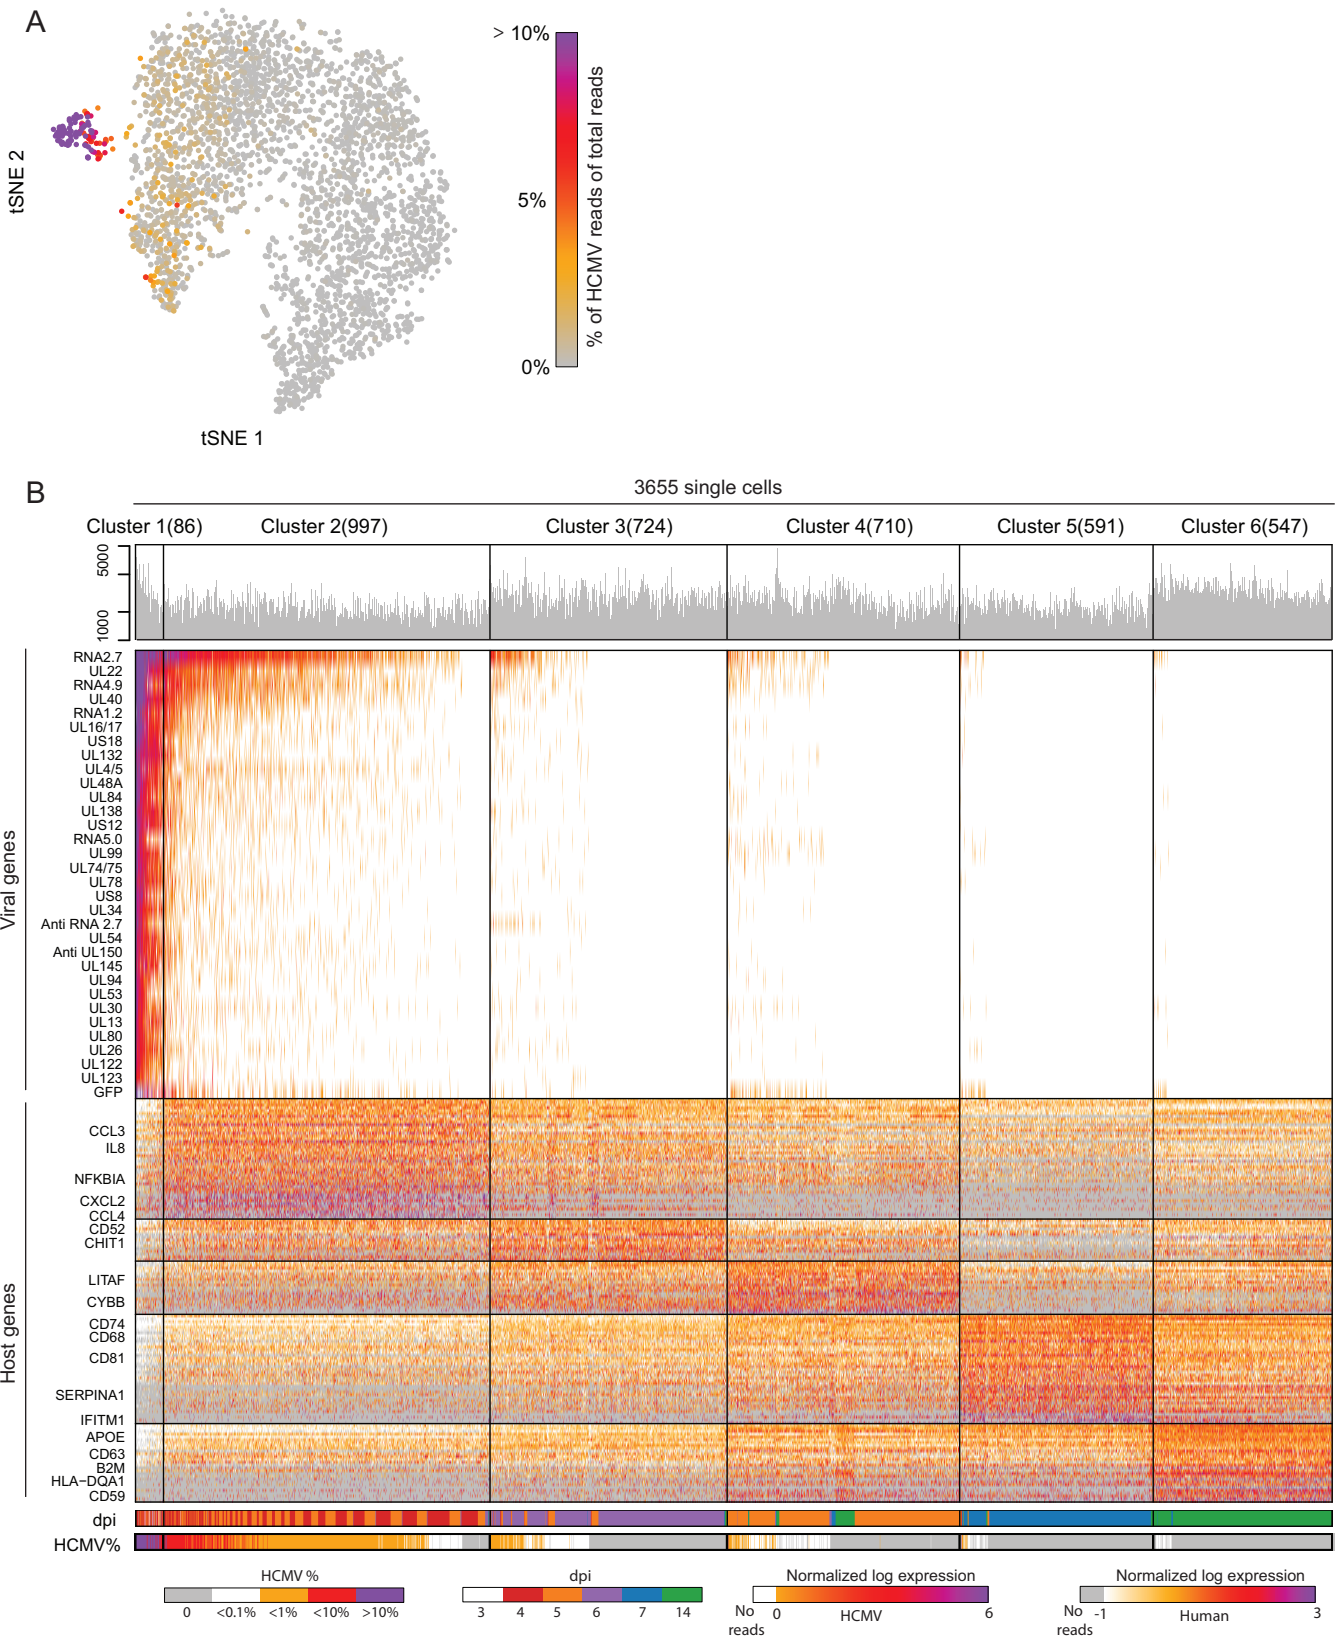 A
> 10%
5%
0%
% of HCMV reads of total reads
tSNE 2
tSNE 1
B
3655 single cells
Cluster 1(86)
Cluster 2(997)
Cluster 3(724)
Cluster 4(710)
Cluster 5(591)
Cluster 6(547)
5000
1000
Viral genes
RNA2.7
UL22
RNA4.9
UL40
RNA1.2
UL16/17
US18
UL132
UL4/5
UL48A
UL84
UL138
US12
RNA5.0
UL99
UL74/75
UL78
US8
UL34
Anti RNA 2.7
UL54
Anti UL150
UL145
UL94
UL53
UL30
UL13
UL80
UL26
UL122
UL123
GFP
Host genes
CCL3
IL8
NFKBIA
CXCL2
CCL4
CD52
CHIT1
LITAF
CYBB
CD74
CD68
CD81
SERPINA1
IFITM1
APOE
CD63
B2M
HLA−DQA1
CD59
dpi
HCMV%
HCMV %
0 <0.1% <1% <10% >10%
dpi
3 4 5 6 7 14
Normalized log expression
No reads 0 HCMV 6
Normalized log expression
No reads -1 Human 3